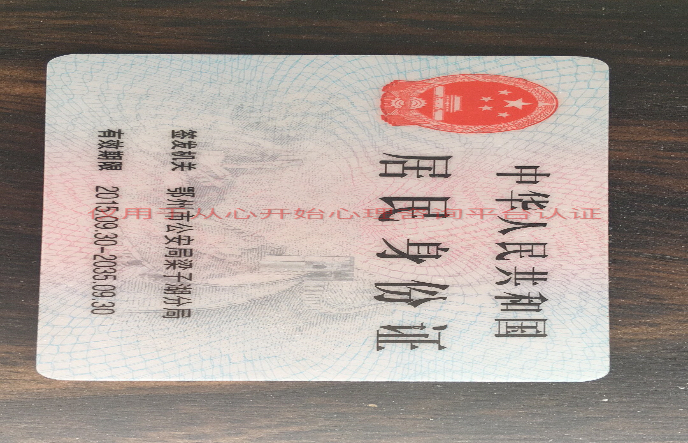 中华人民共和国
居民身份证
签发机关 鄂州市公安局梁子湖分局
有效期限 2015.09.30-2035.09.30
仅用于从心开始心理咨询平台认证